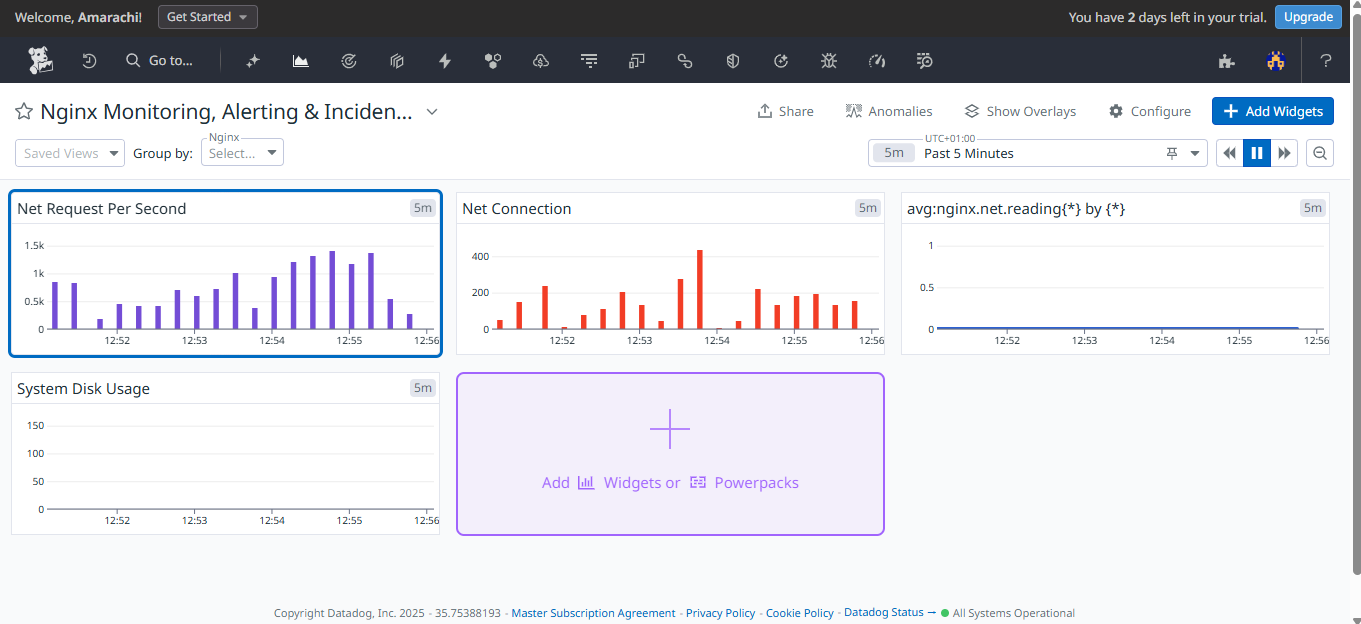 Welcome, Amarachi! Get Started You have 2 days left in your trial. Upgrade
Go to... ?
Nginx Monitoring, Alerting & Inciden... Share Anomalies Show Overlays Configure Add Widgets
Saved Views Group by: Nginx Select... UTC+01:00 5m Past 5 Minutes
Net Request Per Second 5m
1.5k
1k
0.5k
0
12:52 12:53 12:54 12:55 12:56
Net Connection 5m
400
200
0
12:52 12:53 12:54 12:55 12:56
avg:nginx.net.reading{*} by {*} 5m
1
0.5
0
12:52 12:53 12:54 12:55 12:56
System Disk Usage 5m
150
100
50
0
12:52 12:53 12:54 12:55 12:56
Add Widgets or Powerpacks
Copyright Datadog, Inc. 2025 - 35.75388193 - Master Subscription Agreement - Privacy Policy - Cookie Policy - Datadog Status → All Systems Operational